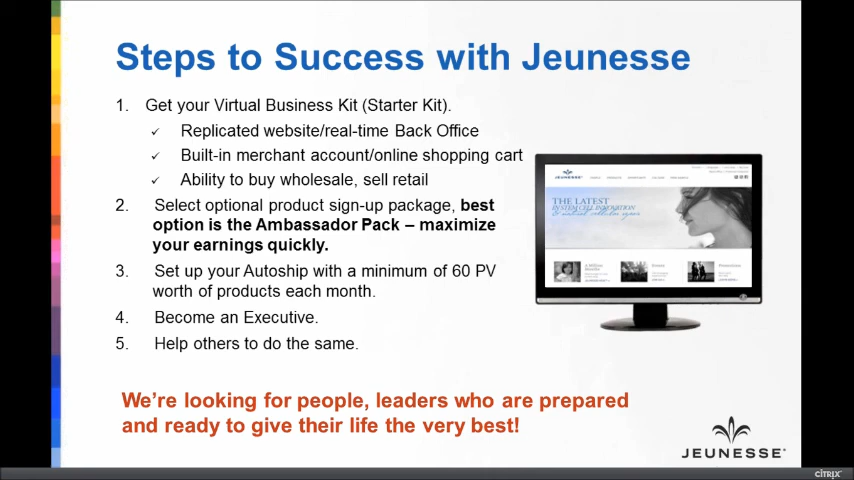 Steps to Success with Jeunesse
1. Get your Virtual Business Kit (Starter Kit).
✓ Replicated website/real-time Back Office
✓ Built-in merchant account/online shopping cart
✓ Ability to buy wholesale, sell retail
2. Select optional product sign-up package, best
option is the Ambassador Pack – maximize
your earnings quickly.
3. Set up your Autoship with a minimum of 60 PV
worth of products each month.
4. Become an Executive.
5. Help others to do the same.
JEUNESSE
THE LATEST
IN STEM CELL INNOVATION
We're looking for people, leaders who are prepared
and ready to give their life the very best!
JEUNESSE
CITRIX